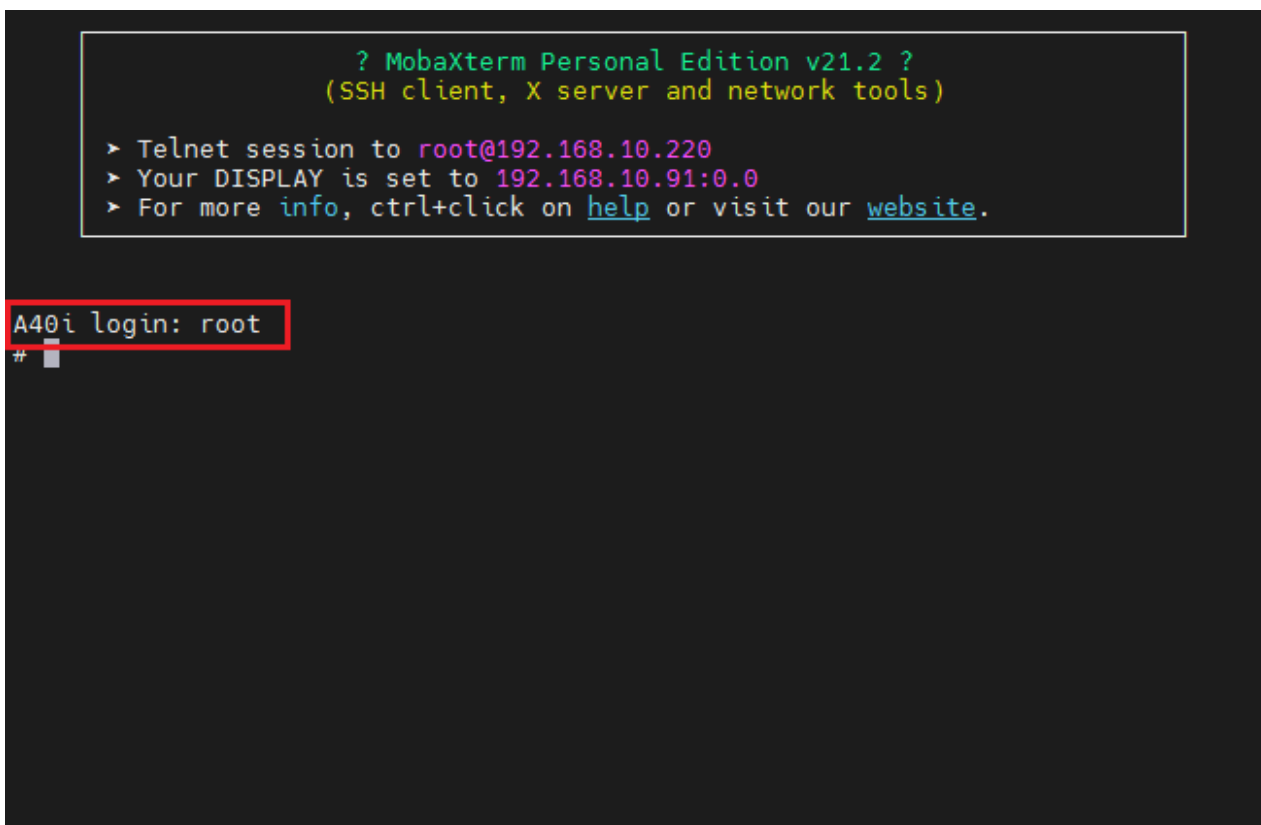 ? MobaXterm Personal Edition v21.2 ?
(SSH client, X server and network tools)
➤ Telnet session to root@192.168.10.220
➤ Your DISPLAY is set to 192.168.10.91:0.0
➤ For more info, ctrl+click on help or visit our website.
A40i login: root
#